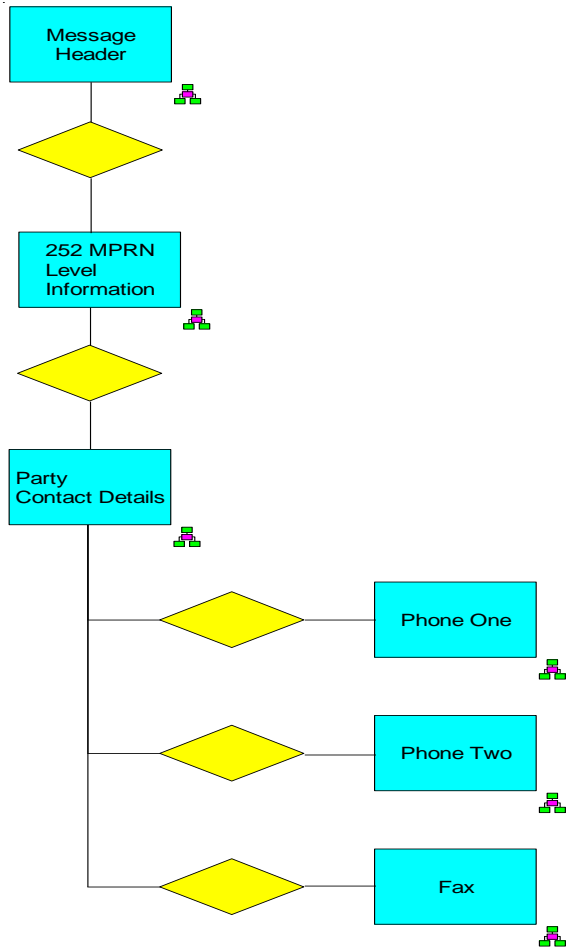 Message
Header
252 MPRN
Level
Information
Party
Contact Details
Phone One
Phone Two
Fax